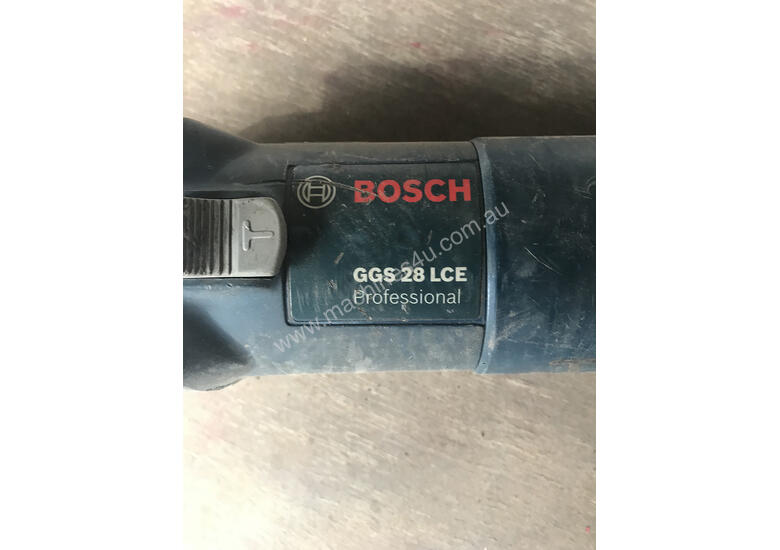 BOSCH
GGS 28 LCE
Professional
www.machines4u.com.au